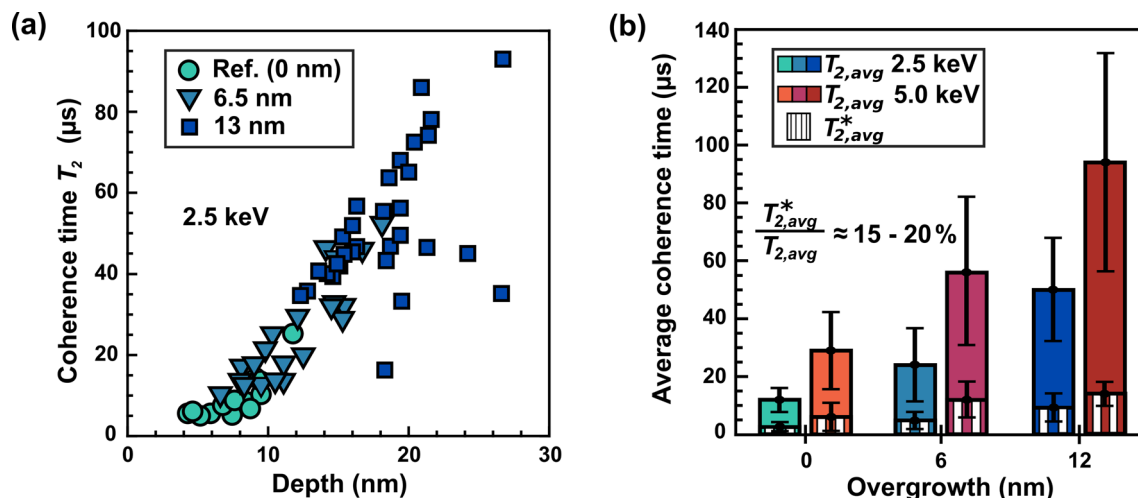 (a)
100
80
60
40
20
0
Coherence time T2 (µs)
Ref. (0 nm)
6.5 nm
13 nm
2.5 keV
0 10 20 30
Depth (nm)
(b)
140
120
100
80
60
40
20
0
Average coherence time (µs)
T2,avg 2.5 keV
T2,avg 5.0 keV
T*2,avg
T*2,avg / T2,avg ≈ 15 - 20 %
0 6 12
Overgrowth (nm)